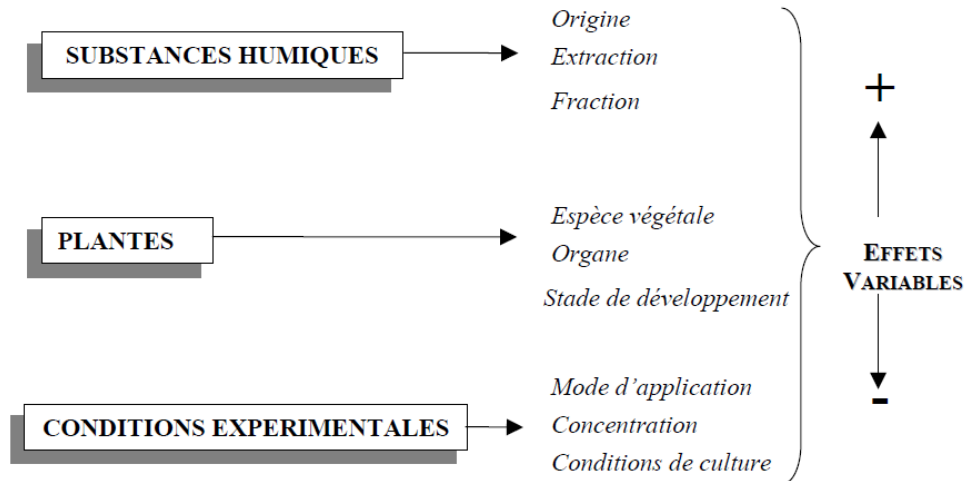 SUBSTANCES HUMIQUES
Origine
Extraction
Fraction
PLANTES
Espèce végétale
Organe
Stade de développement
CONDITIONS EXPERIMENTALES
Mode d’application
Concentration
Conditions de culture
+
EFFETS
VARIABLES
-